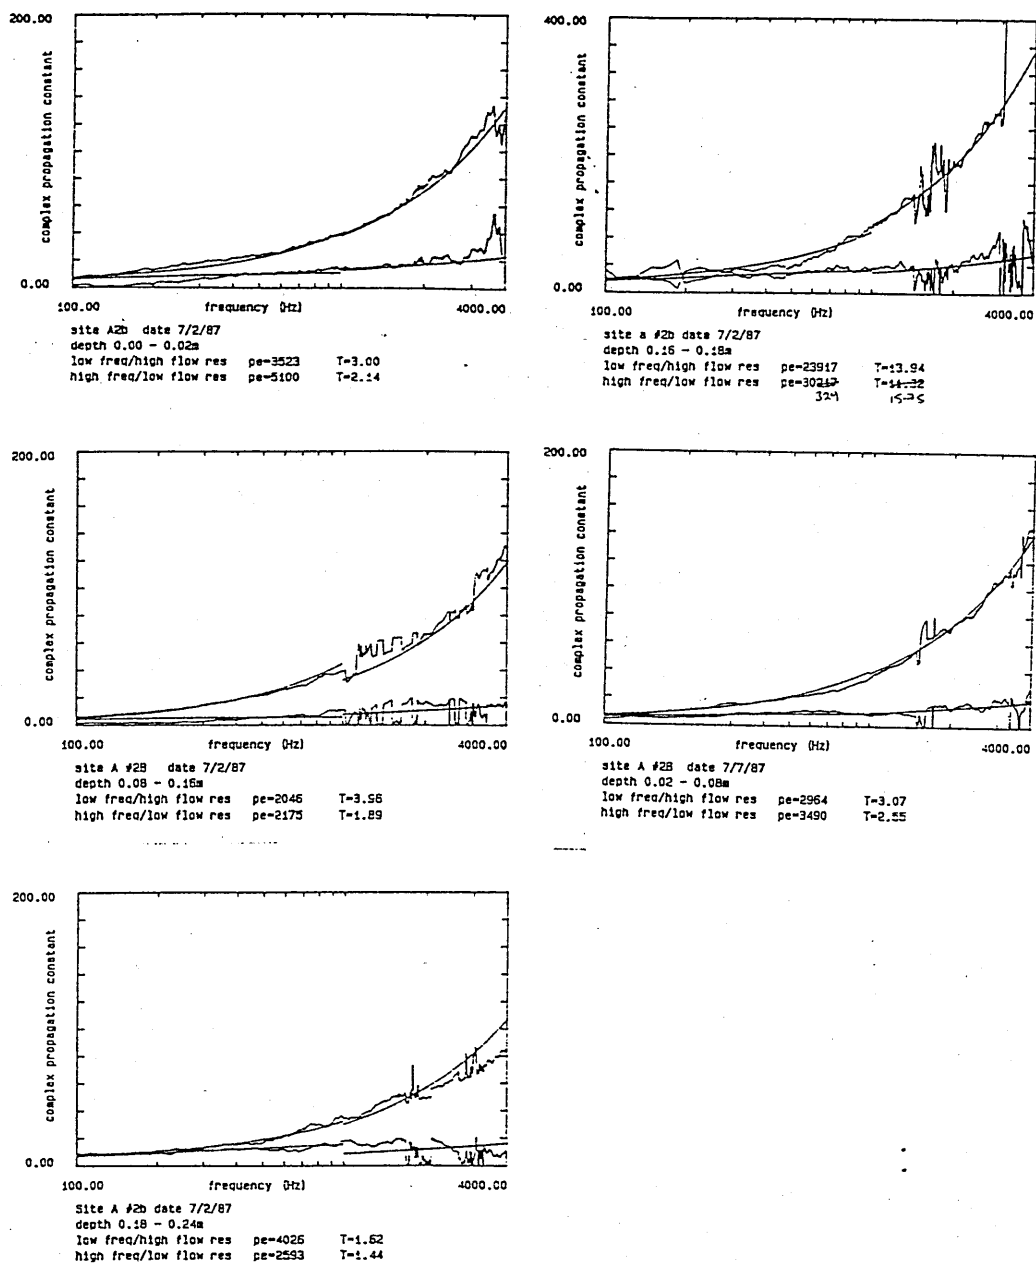 200.00
complex propagation constant
0.00
100.00 frequency (Hz) 4000.00
site A2b date 7/2/87
depth 0.00 - 0.02m
low freq/high flow res pe=3523 T=3.00
high freq/low flow res pe=5100 T=2.14
400.00
complex propagation constant
0.00
100.00 frequency (Hz) 4000.00
site a #2b date 7/2/87
depth 0.16 - 0.18m
low freq/high flow res pe=23917 T=13.94
high freq/low flow res pe=30217 T=11.32
324
200.00
complex propagation constant
0.00
100.00 frequency (Hz) 4000.00
site A #2B date 7/2/87
depth 0.08 - 0.16m
low freq/high flow res pe=2046 T=3.56
high freq/low flow res pe=2175 T=1.89
200.00
complex propagation constant
0.00
100.00 frequency (Hz) 4000.00
site A #2B date 7/7/87
depth 0.02 - 0.08m
low freq/high flow res pe=2964 T=3.07
high freq/low flow res pe=3490 T=2.55
200.00
complex propagation constant
0.00
100.00 frequency (Hz) 4000.00
Site A #2b date 7/2/87
depth 0.18 - 0.24m
low freq/high flow res pe=4026 T=1.62
high freq/low flow res pe=2593 T=1.44